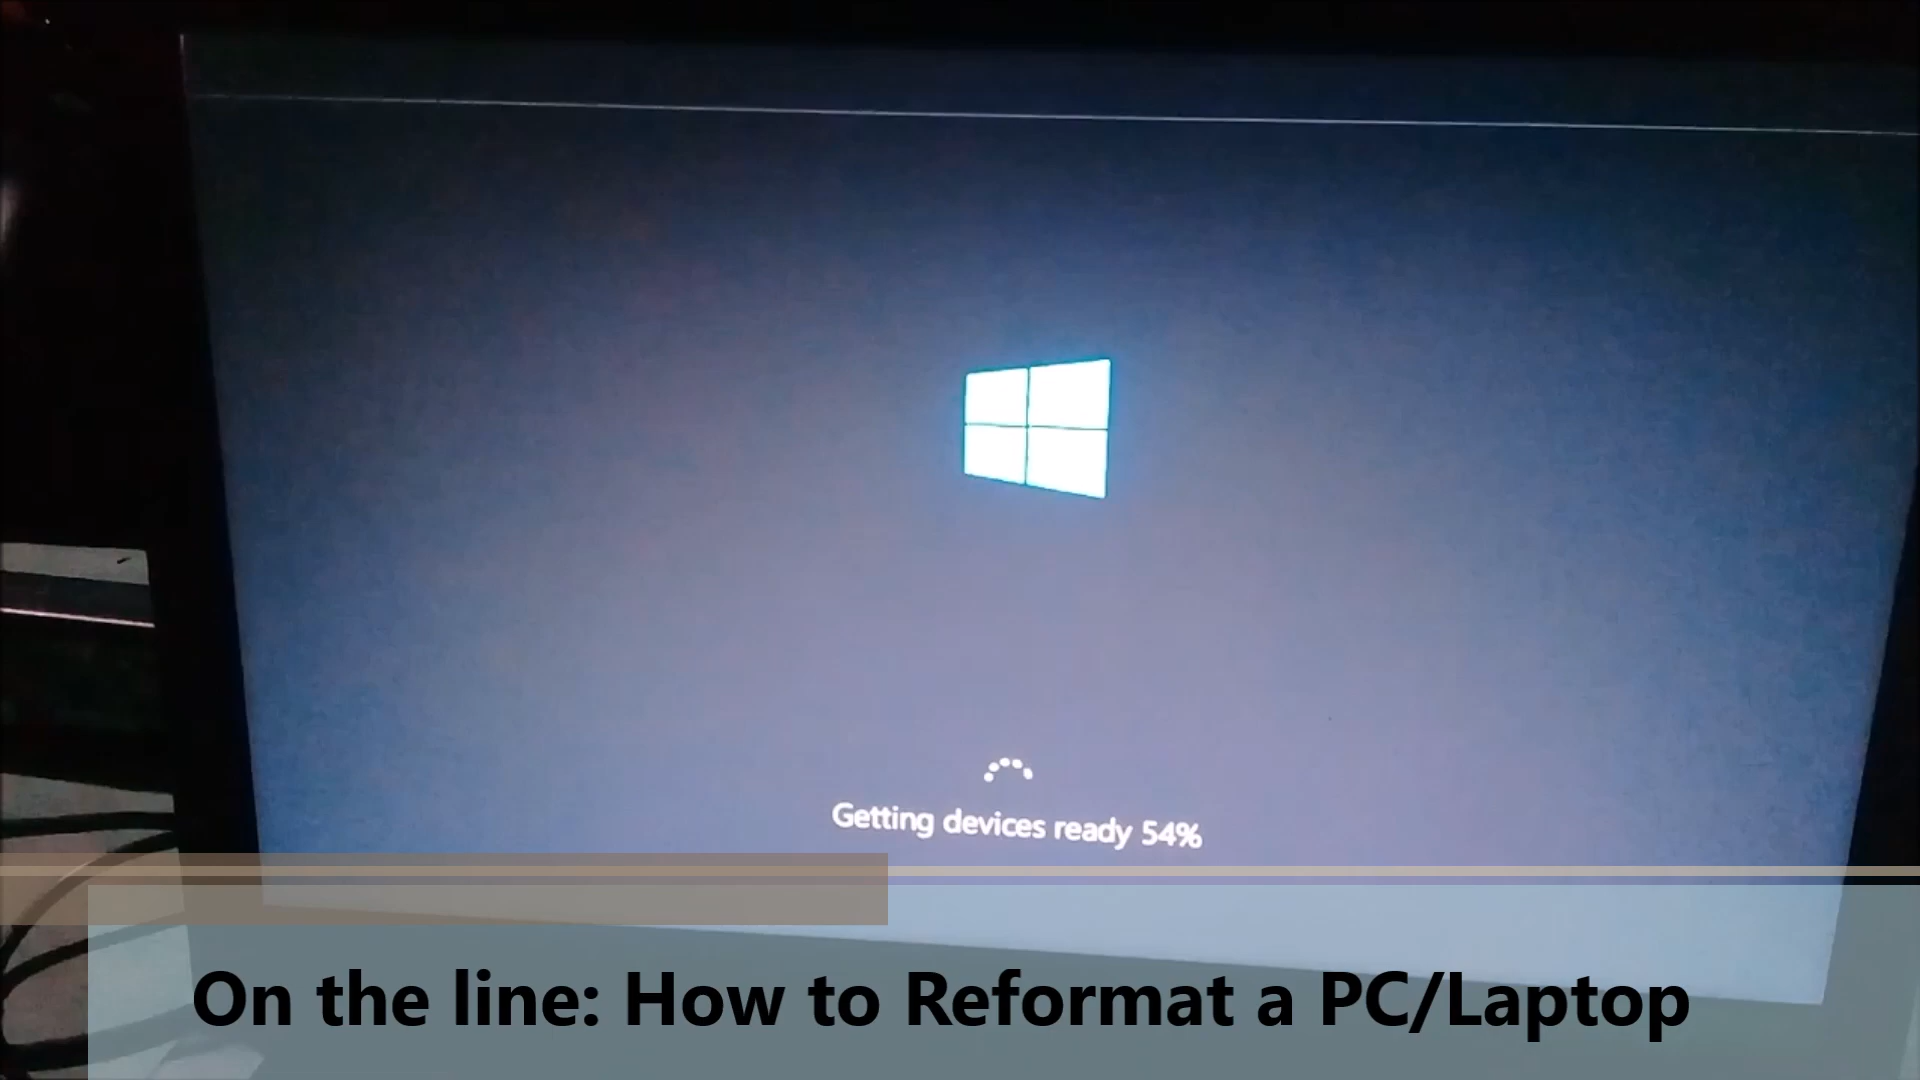 Getting devices ready 54%
On the line: How to Reformat a PC/Laptop